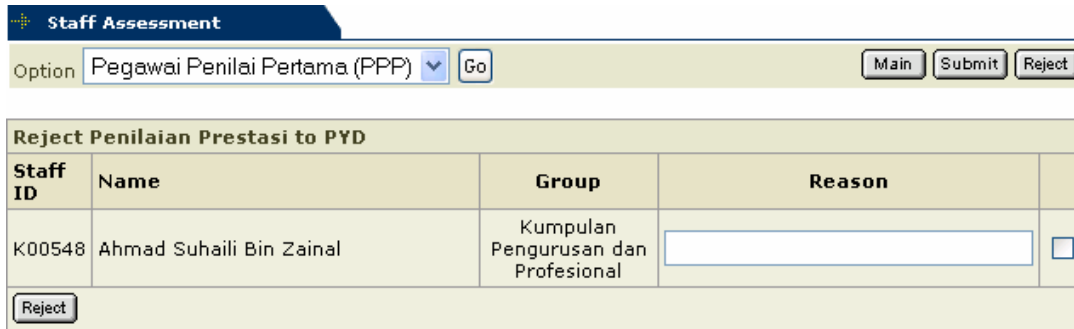 Staff Assessment
Option Pegawai Penilai Pertama (PPP) Go Main Submit Reject
Reject Penilaian Prestasi to PYD
Staff ID Name Group Reason
K00548 Ahmad Suhaili Bin Zainal Kumpulan Pengurusan dan Profesional
Reject